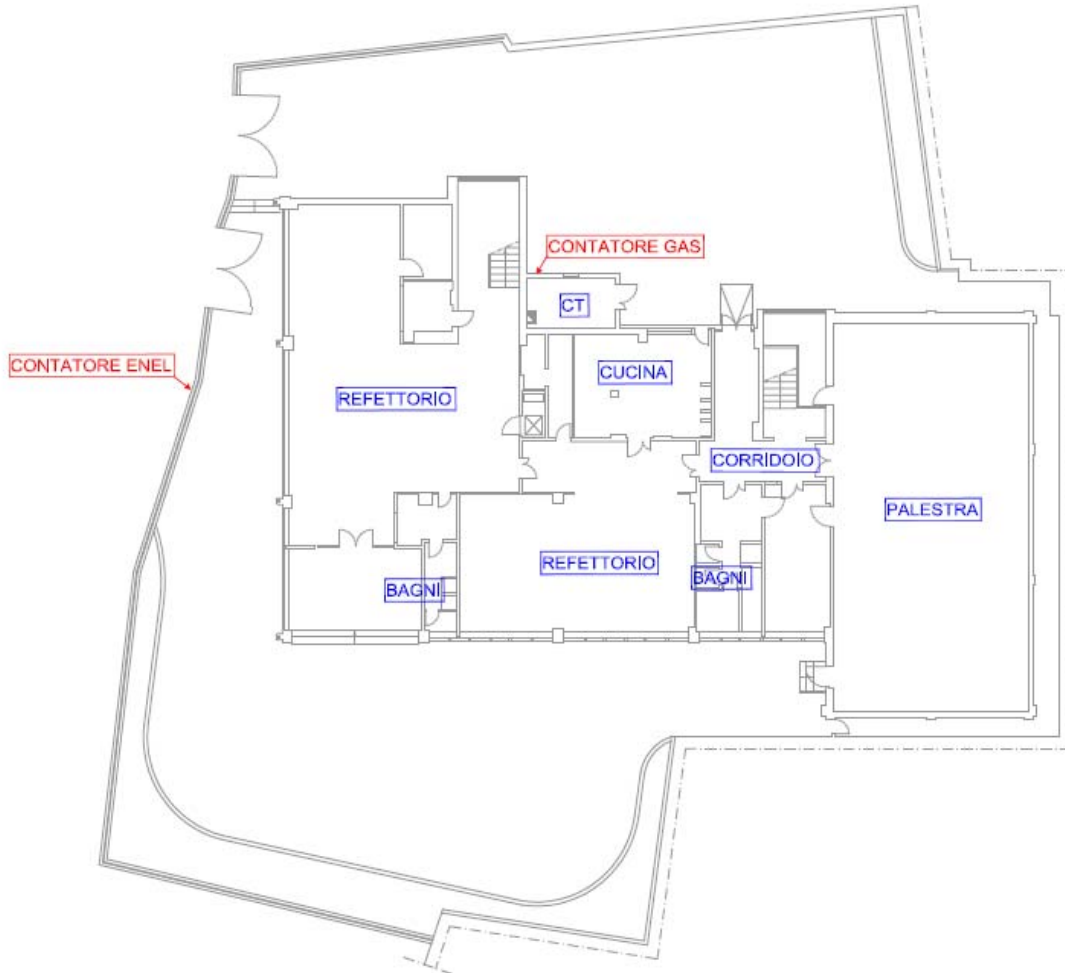 CONTATORE GAS
CT
CONTATORE ENEL
CUCINA
REFETTORIO
CORRIDOIO
PALESTRA
REFETTORIO
BAGNI
BAGNI